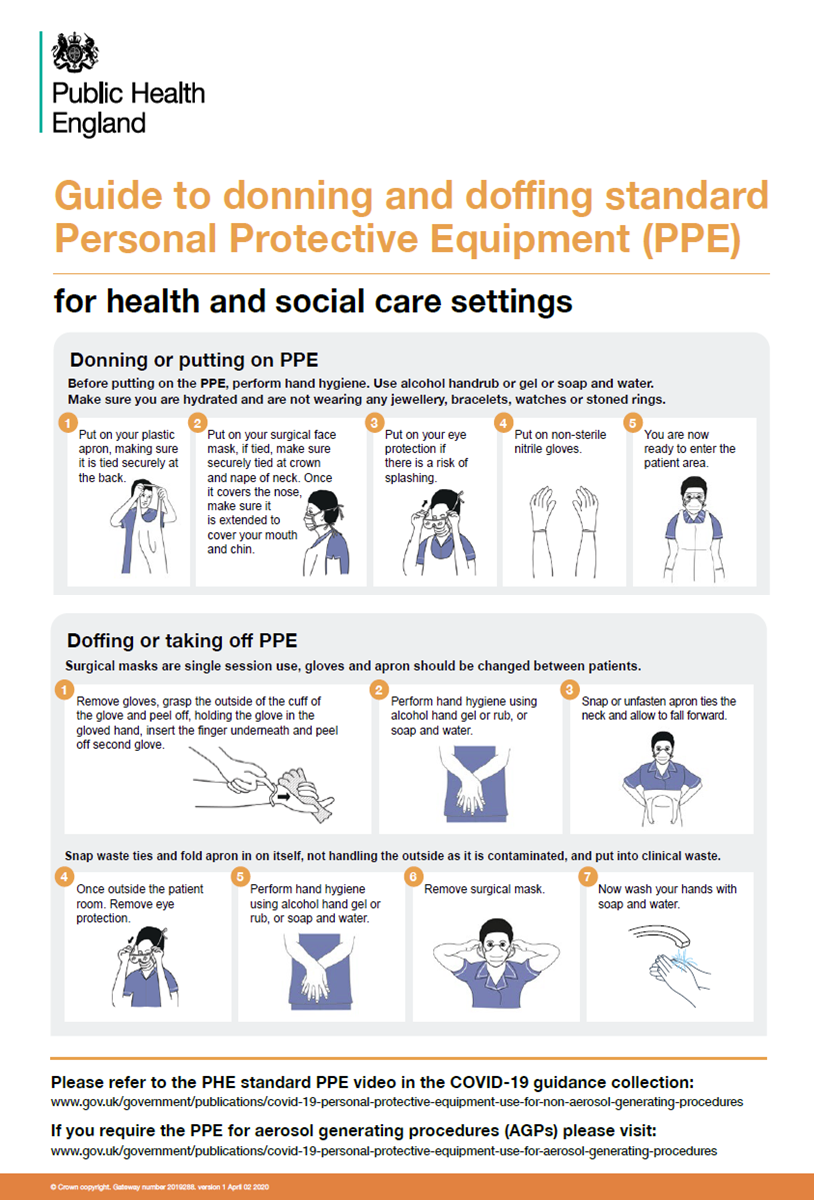 Public Health
England
Guide to donning and doffing standard
Personal Protective Equipment (PPE)
for health and social care settings
Donning or putting on PPE
Before putting on the PPE, perform hand hygiene. Use alcohol handrub or gel or soap and water.
Make sure you are hydrated and are not wearing any jewellery, bracelets, watches or stoned rings.
1
Put on your plastic
apron, making sure
it is tied securely at
the back.
2
Put on your surgical face
mask, if tied, make sure
securely tied at crown
and nape of neck. Once
it covers the nose,
make sure it
is extended to
cover your mouth
and chin.
3
Put on your eye
protection if
there is a risk of
splashing.
4
Put on non-sterile
nitrile gloves.
5
You are now
ready to enter the
patient area.
Doffing or taking off PPE
Surgical masks are single session use, gloves and apron should be changed between patients.
1
Remove gloves, grasp the outside of the cuff of
the glove and peel off, holding the glove in the
gloved hand, insert the finger underneath and peel
off second glove.
2
Perform hand hygiene using
alcohol hand gel or rub, or
soap and water.
3
Snap or unfasten apron ties the
neck and allow to fall forward.
Snap waste ties and fold apron in on itself, not handling the outside as it is contaminated, and put into clinical waste.
4
Once outside the patient
room. Remove eye
protection.
5
Perform hand hygiene
using alcohol hand gel or
rub, or soap and water.
6
Remove surgical mask.
7
Now wash your hands with
soap and water.
Please refer to the PHE standard PPE video in the COVID-19 guidance collection:
www.gov.uk/government/publications/covid-19-personal-protective-equipment-use-for-non-aerosol-generating-procedures
If you require the PPE for aerosol generating procedures (AGPs) please visit:
www.gov.uk/government/publications/covid-19-personal-protective-equipment-use-for-aerosol-generating-procedures
© Crown copyright. Gateway number 2019288. version 1 April 02 2020